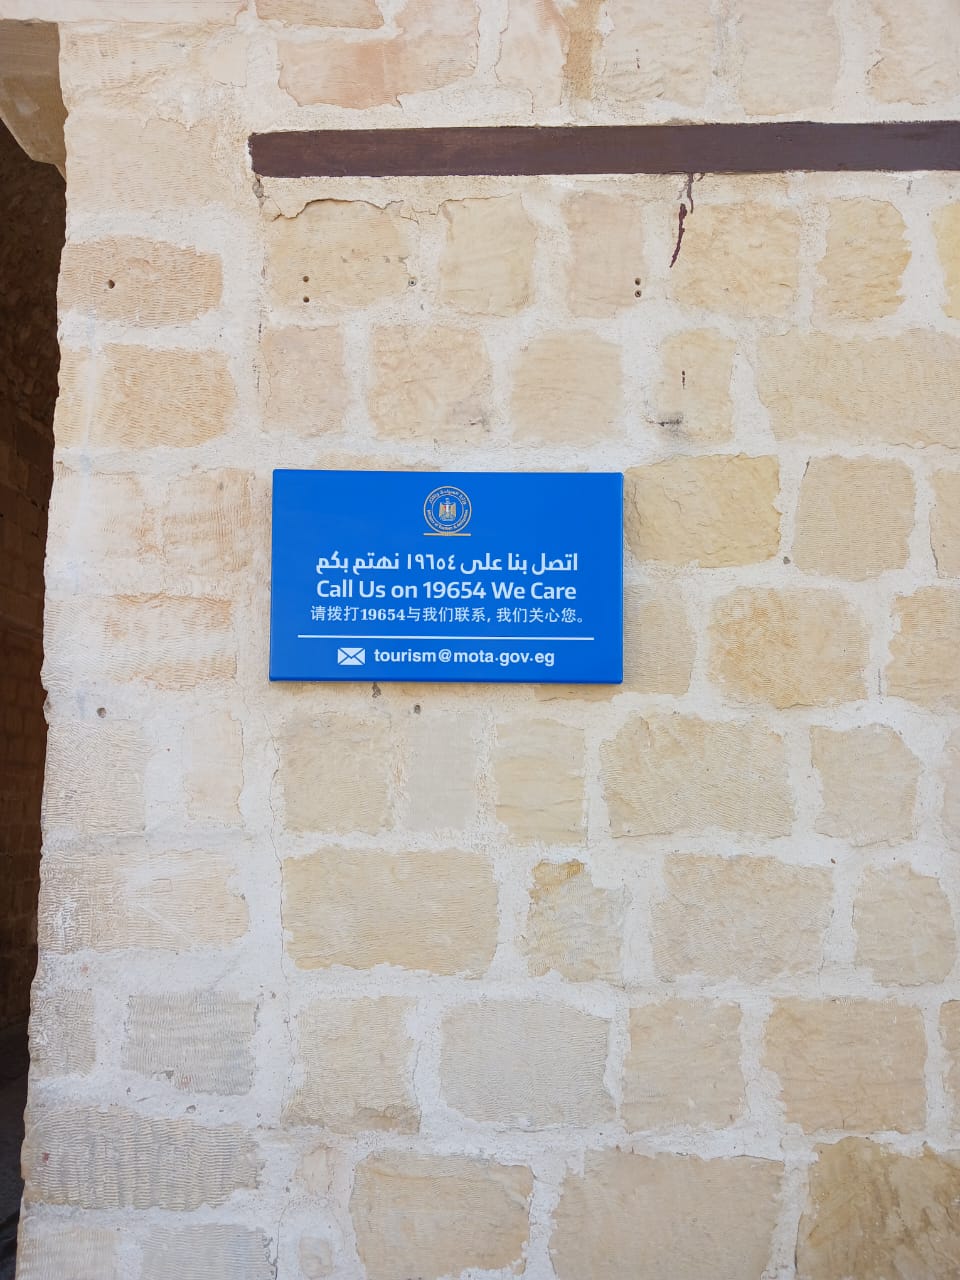 اتصل بنا على ١٩٦٥٤ نهتم بكم
Call Us on 19654 We Care
请拨打19654与我们联系, 我们关心您。
tourism@mota.gov.eg